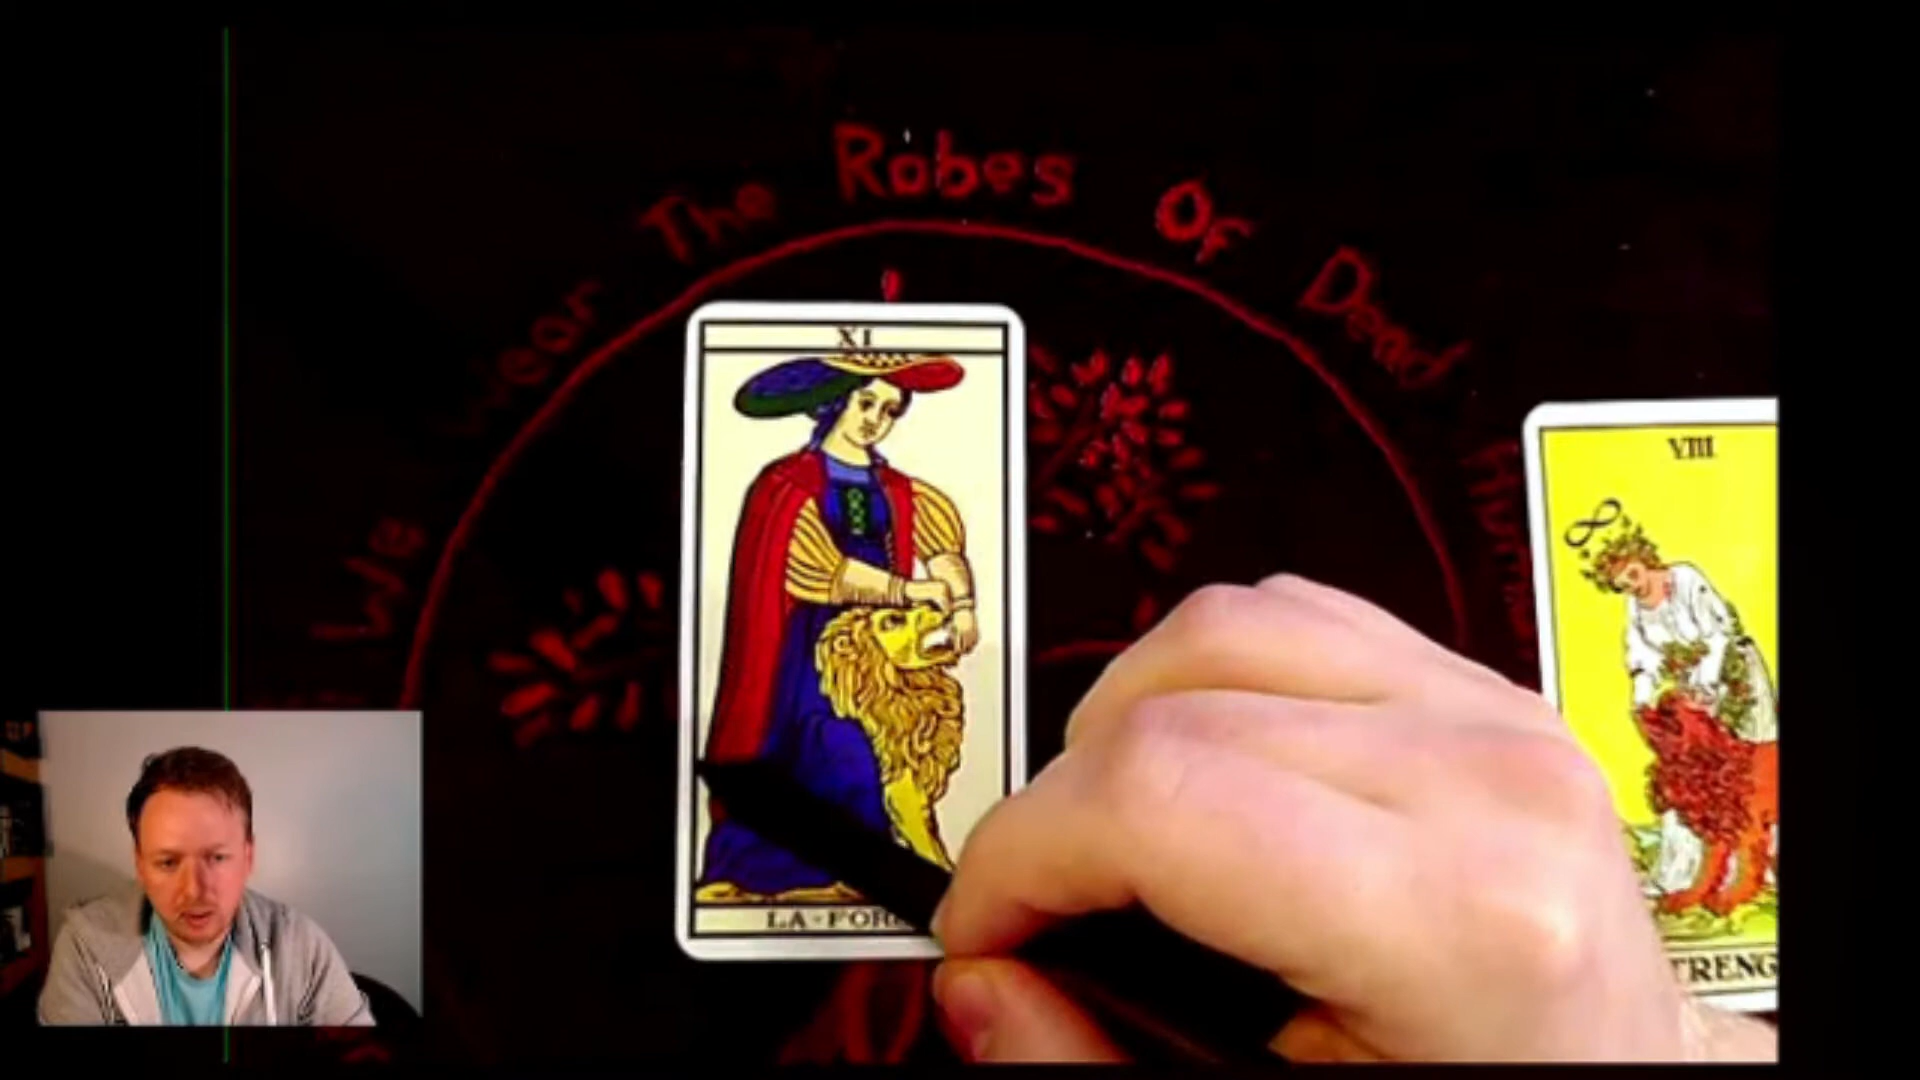 We Wear The Robes Of Dead
XI
LA·FOR
VIII
TRENG